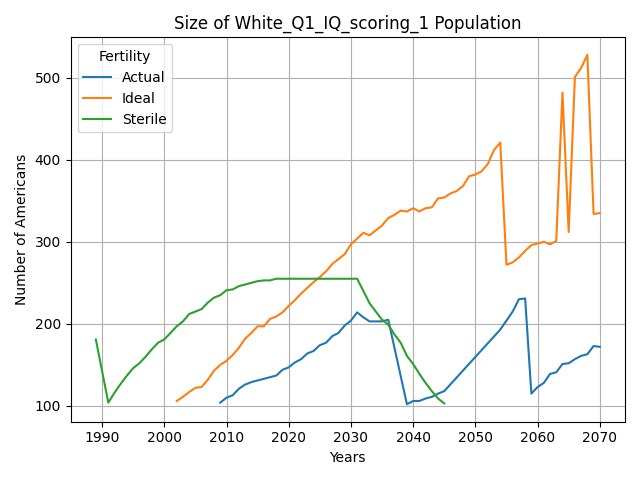 Size of White_Q1_IQ_scoring_1 Population
Fertility
Actual
Ideal
Sterile
Number of Americans
500
400
300
200
100
1990 2000 2010 2020 2030 2040 2050 2060 2070
Years